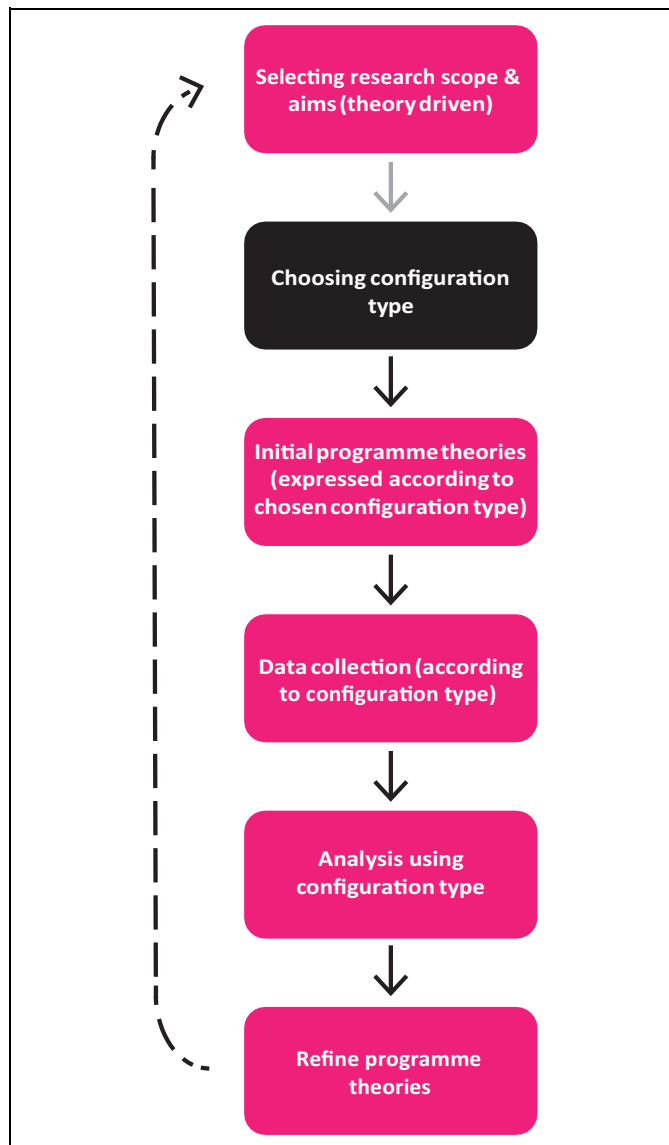 Selecting research scope &
aims (theory driven)
Choosing configuration
type
Initial programme theories
(expressed according to
chosen configuration type)
Data collection (according
to configuration type)
Analysis using
configuration type
Refine programme
theories